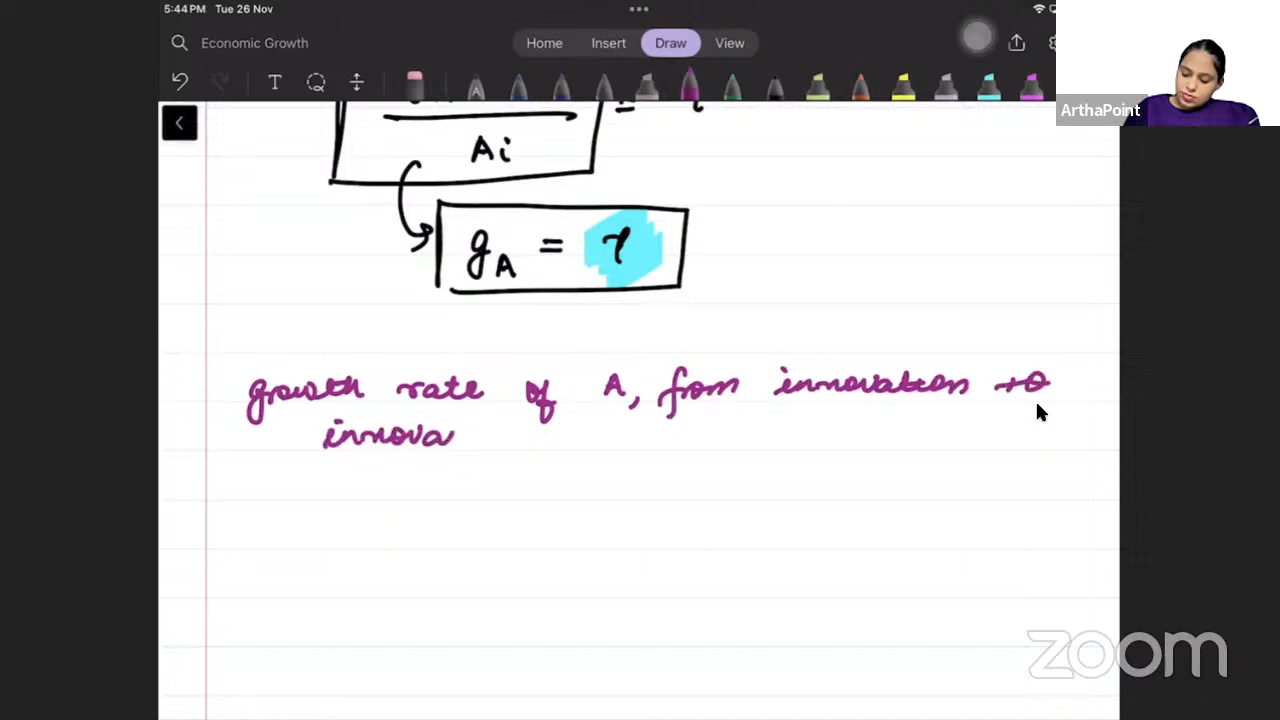 5:44 PM Tue 26 Nov
Economic Growth
Home Insert Draw View
T
A
ArthaPoint
Ai
g_A = γ
growth rate of A, from innovation to
innova
zoom